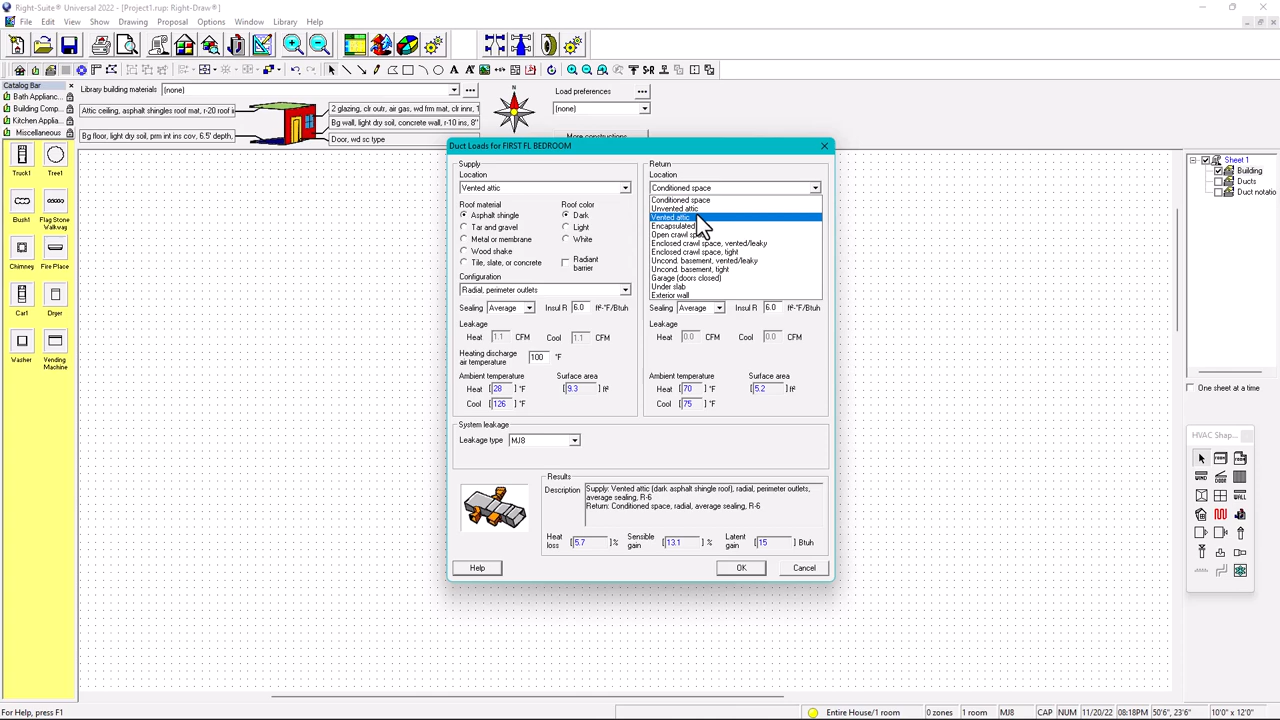 Right-Suite® Universal 2022 - [Project1.rup: Right-Draw®]
File Edit View Show Drawing Proposal Options Window Library Help
Catalog Bar
Bath Applianc...
Building Comp...
Kitchen Applia...
Miscellaneous
Truck1 Tree1
Bush1 Flag Stone Walkway
Chimney Fire Place
Car1 Dryer
Washer Vending Machine
Library building materials (none)
Attic ceiling, asphalt shingles roof mat, r-20 roof i
Bg floor, light dry soil, prm int ins cov, 6.5' depth,
2 glazing, clr outr, air gas, wd frm mat, clr innr, 1
Bg wall, light dry soil, concrete wall, r-10 ins, 8"
Door, wd sc type
N
Load preferences
(none)
More constructions
Duct Loads for FIRST FL BEDROOM
Supply
Location
Vented attic
Roof material Roof color
Asphalt shingle Dark
Tar and gravel Light
Metal or membrane White
Wood shake
Tile, slate, or concrete
Radiant barrier
Configuration
Radial, perimeter outlets
Sealing Average Insul R 6.0 ft²-°F/Btuh
Leakage
Heat 1.1 CFM Cool 1.1 CFM
Heating discharge air temperature 100 °F
Ambient temperature Surface area
Heat [28 ] °F [9.3 ] ft²
Cool [126 ] °F
Return
Location
Conditioned space
Conditioned space
Unvented attic
Vented attic
Encapsulated
Open crawl
Enclosed crawl space, vented/leaky
Enclosed crawl space, tight
Uncond. basement, vented/leaky
Uncond. basement, tight
Garage (doors closed)
Under slab
Exterior wall
Sealing Average Insul R 6.0 ft²-°F/Btuh
Leakage
Heat 0.0 CFM Cool 0.0 CFM
Ambient temperature Surface area
Heat [70 ] °F [5.2 ] ft²
Cool [75 ] °F
System leakage
Leakage type MJ8
Results
Description
Supply: Vented attic (dark asphalt shingle roof), radial, perimeter outlets,
average sealing, R-6
Return: Conditioned space, radial, average sealing, R-6
Heat loss [5.7 ] % Sensible gain [13.1 ] % Latent gain [15 ] Btuh
Help OK Cancel
Sheet 1
Building
Ducts
Duct notatio
One sheet at a time
HVAC Shap...
For Help, press F1
Entire House/1 room 0 zones 1 room MJ8 CAP NUM 11/20/22 08:18PM 50'6", 23'6" 10'0" x 12'0"